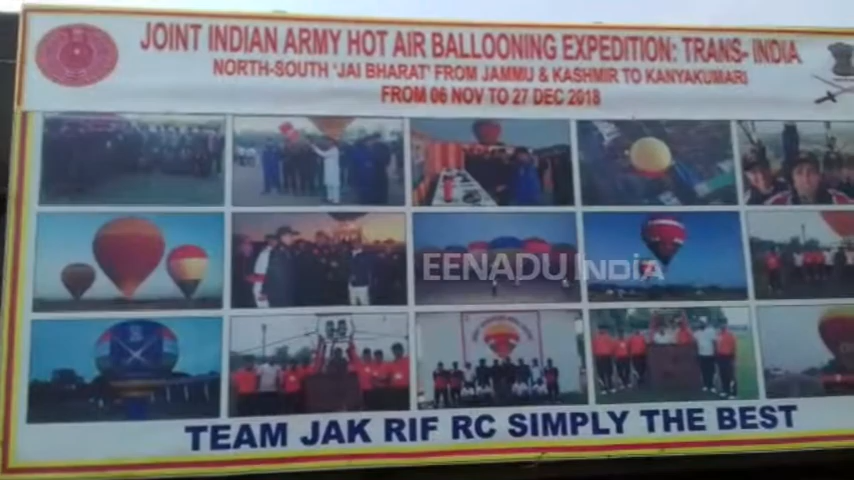 JOINT INDIAN ARMY HOT AIR BALLOONING EXPEDITION: TRANS- INDIA
NORTH-SOUTH 'JAI BHARAT' FROM JAMMU & KASHMIR TO KANYAKUMARI
FROM 06 NOV TO 27 DEC 2018
EENADU INDIA
TEAM JAK RIF RC SIMPLY THE BEST